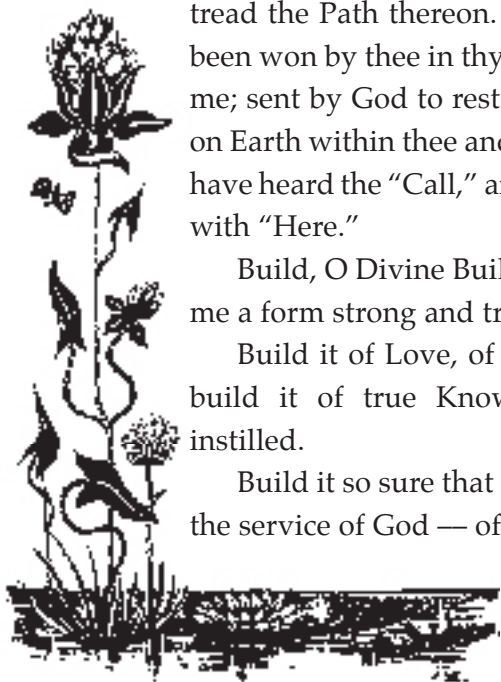 tread the Path thereon.
been won by thee in thy
me; sent by God to rest
on Earth within thee and
have heard the “Call,” a
with “Here.”
Build, O Divine Buil
me a form strong and tr
Build it of Love, of
build it of true Know
instilled.
Build it so sure that
the service of God — of